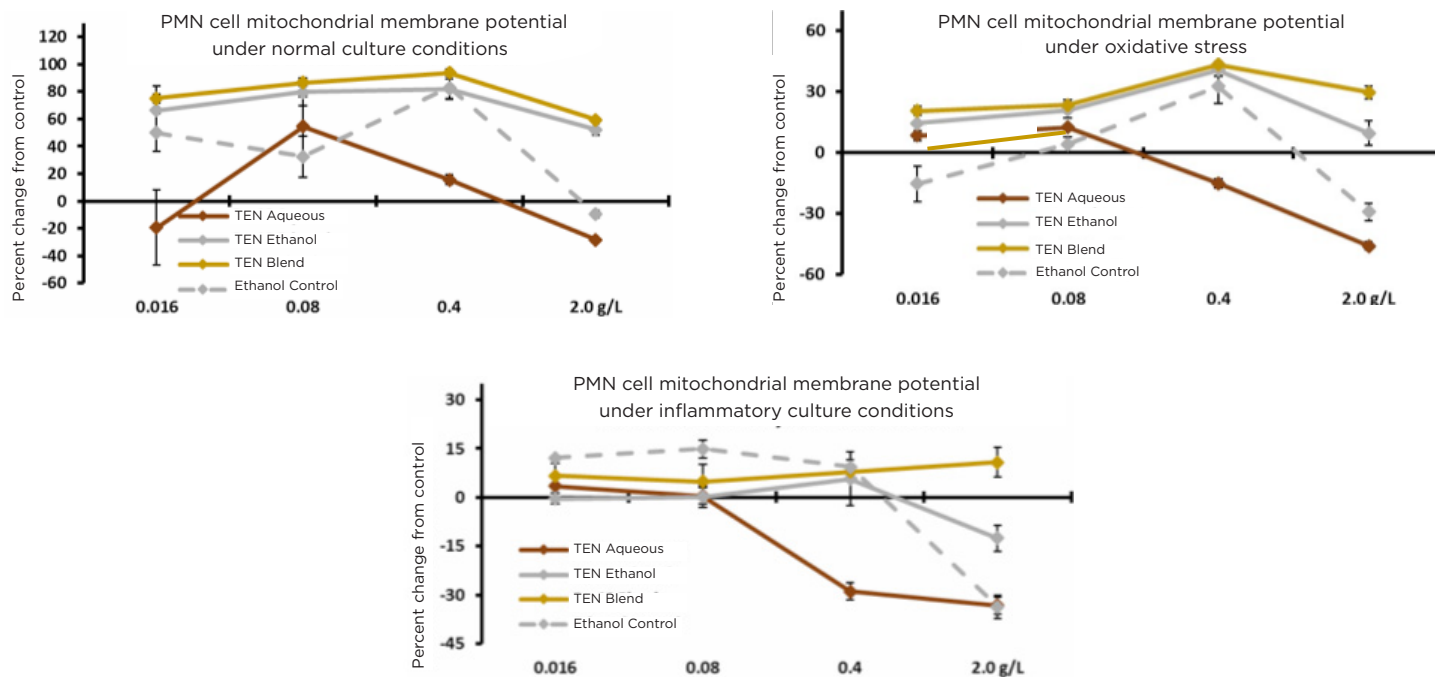 PMN cell mitochondrial membrane potential
under normal culture conditions
Percent change from control
120
100
80
60
40
20
0
-20
-40
-60
TEN Aqueous
TEN Ethanol
TEN Blend
Ethanol Control
0.016
0.08
0.4
2.0 g/L
PMN cell mitochondrial membrane potential
under oxidative stress
Percent change from control
60
30
0
-30
-60
TEN Aqueous
TEN Ethanol
TEN Blend
Ethanol Control
0.016
0.08
0.4
2.0 g/L
PMN cell mitochondrial membrane potential
under inflammatory culture conditions
Percent change from control
30
15
0
-15
-30
-45
TEN Aqueous
TEN Ethanol
TEN Blend
Ethanol Control
0.016
0.08
0.4
2.0 g/L